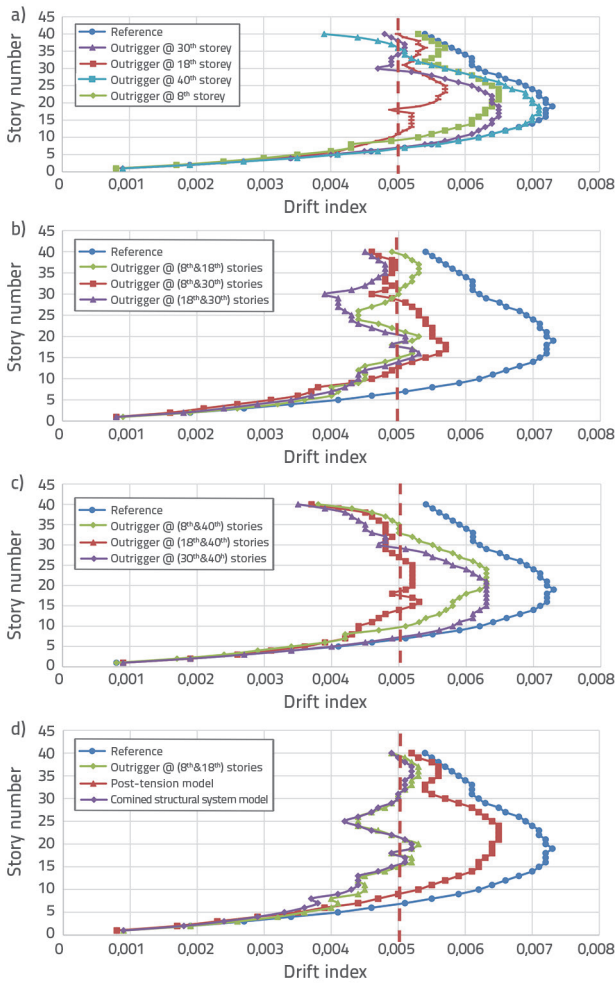 a)
45
40
35
30
25
20
15
10
5
0
Story number
Reference
Outrigger @ 30th storey
Outrigger @ 18th storey
Outrigger @ 40th storey
Outrigger @ 8th storey
0 0,001 0,002 0,003 0,004 0,005 0,006 0,007 0,008
Drift index
b)
45
40
35
30
25
20
15
10
5
0
Story number
Reference
Outrigger @ (8th&18th) stories
Outrigger @ (8th&30th) stories
Outrigger @ (18th&30th) stories
0 0,001 0,002 0,003 0,004 0,005 0,006 0,007 0,008
Drift index
c)
45
40
35
30
25
20
15
10
5
0
Story number
Reference
Outrigger @ (8th&40th) stories
Outrigger @ (18th&40th) stories
Outrigger @ (30th&40th) stories
0 0,001 0,002 0,003 0,004 0,005 0,006 0,007 0,008
Drift index
d)
45
40
35
30
25
20
15
10
5
0
Story number
Reference
Outrigger @ (8th&18th) stories
Post-tension model
Comined structural system model
0 0,001 0,002 0,003 0,004 0,005 0,006 0,007 0,008
Drift index